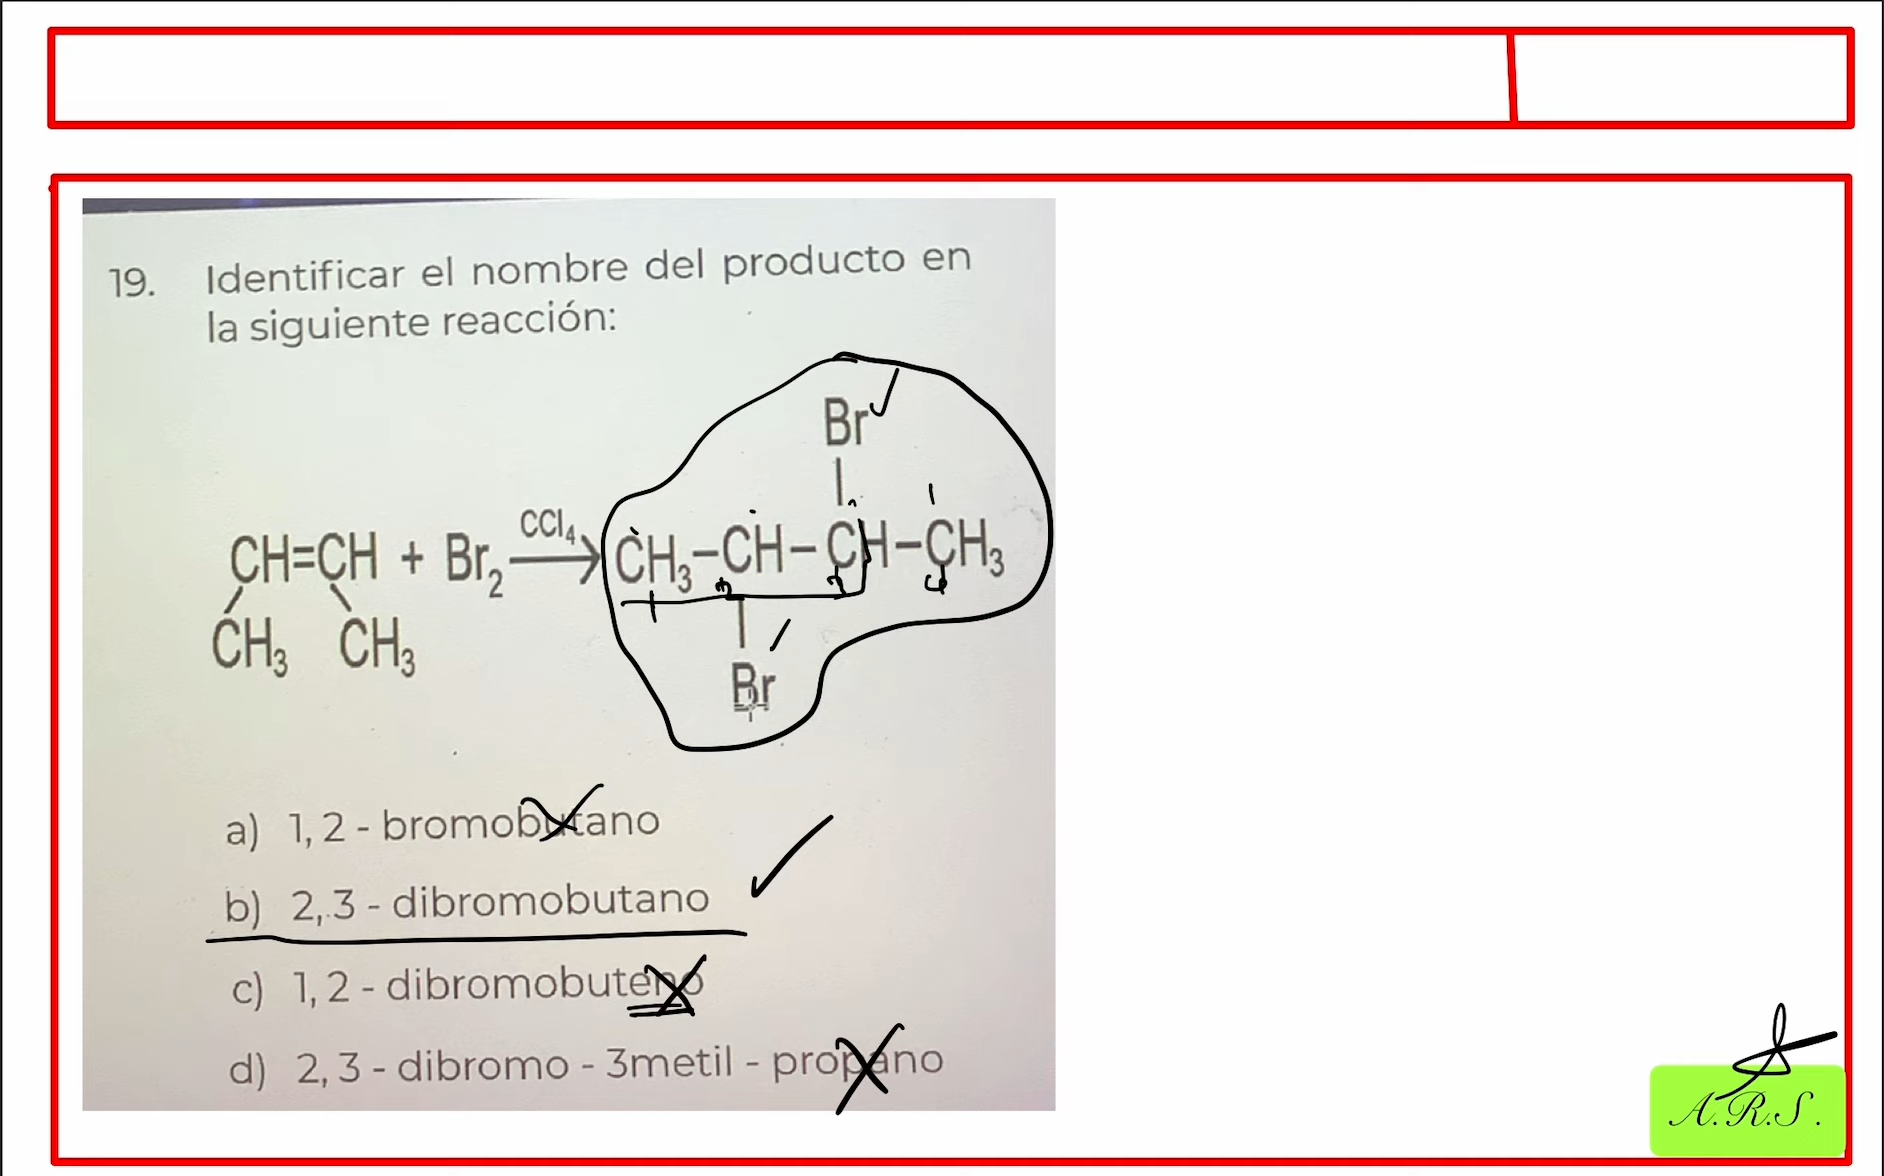 19. Identificar el nombre del producto en
la siguiente reacción:
Br
CH=CH + Br₂ CCl₄ → CH₃-CH-CH-CH₃
CH₃ CH₃
Br
a) 1, 2 - bromobutano
b) 2, 3 - dibromobutano
c) 1, 2 - dibromobuteno
d) 2, 3 - dibromo - 3metil - propano
A.R.S.